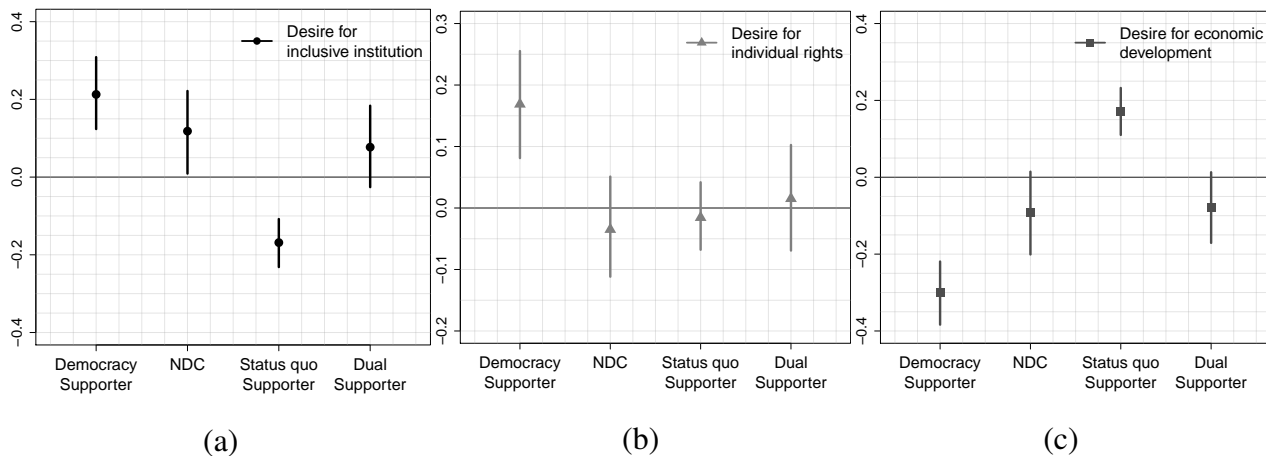 0.4
0.2
0.0
−0.2
−0.4
Desire for
inclusive institution
Democracy
Supporter
NDC
Status quo
Supporter
Dual
Supporter
(a)
0.3
0.2
0.1
0.0
−0.1
−0.2
Desire for
individual rights
Democracy
Supporter
NDC
Status quo
Supporter
Dual
Supporter
(b)
0.4
0.2
0.0
−0.2
−0.4
Desire for economic
development
Democracy
Supporter
NDC
Status quo
Supporter
Dual
Supporter
(c)